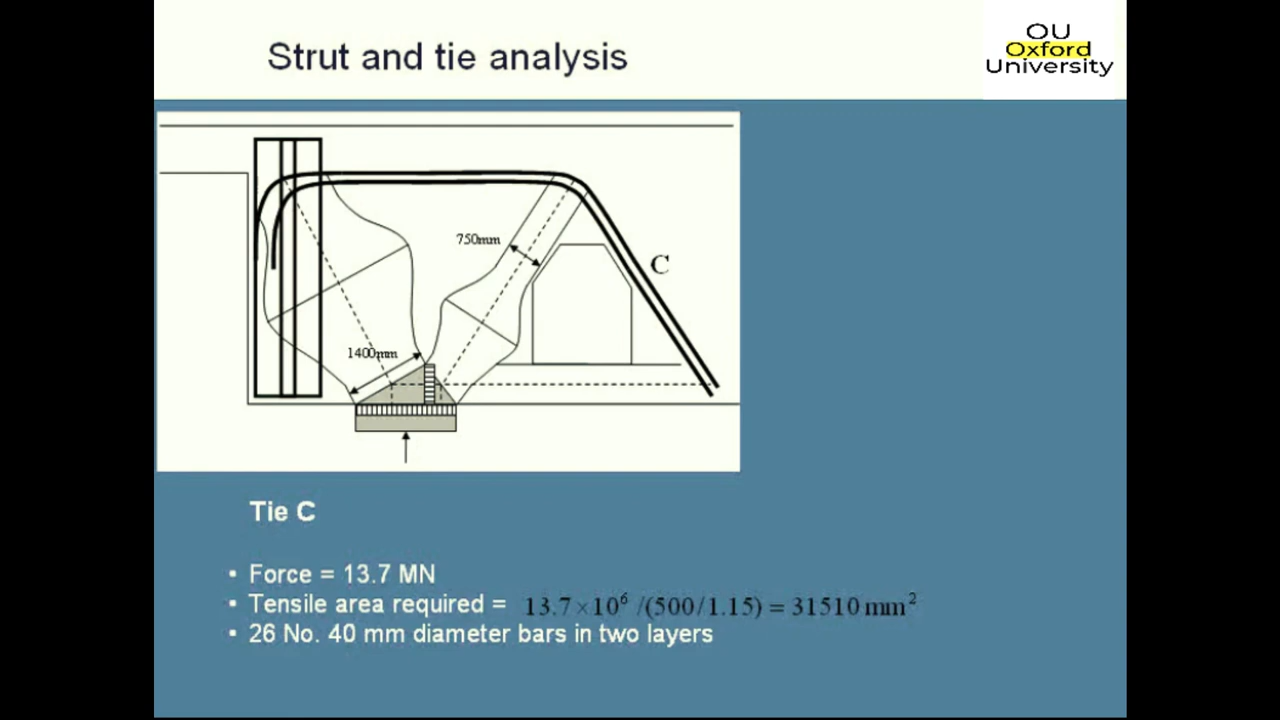 Strut and tie analysis
OU
Oxford
University
750mm
C
1400mm
Tie C
• Force = 13.7 MN
• Tensile area required = 13.7×10⁶ /(500/1.15) = 31510 mm²
• 26 No. 40 mm diameter bars in two layers